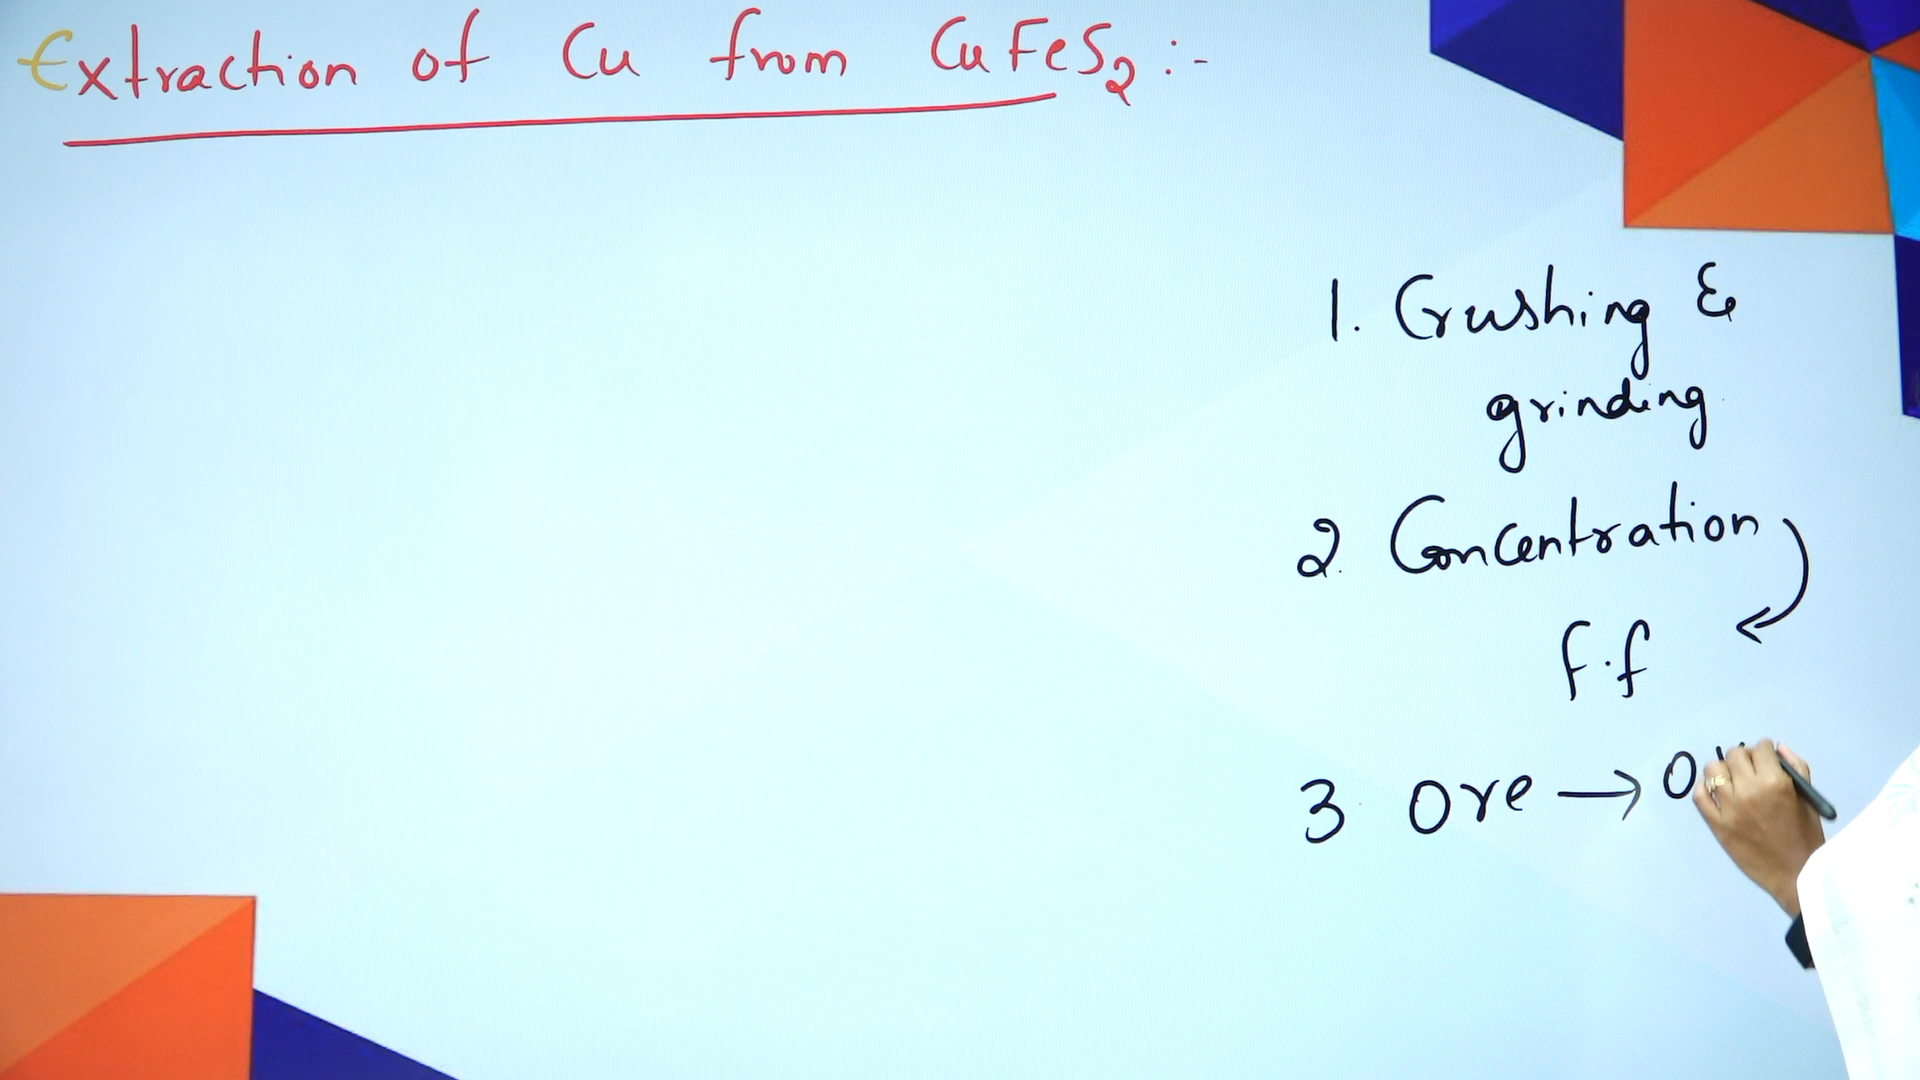 Extraction of Cu from CuFeS₂ :-
1. Crushing &
grinding
2. Concentration
F.f
3 Ore → O